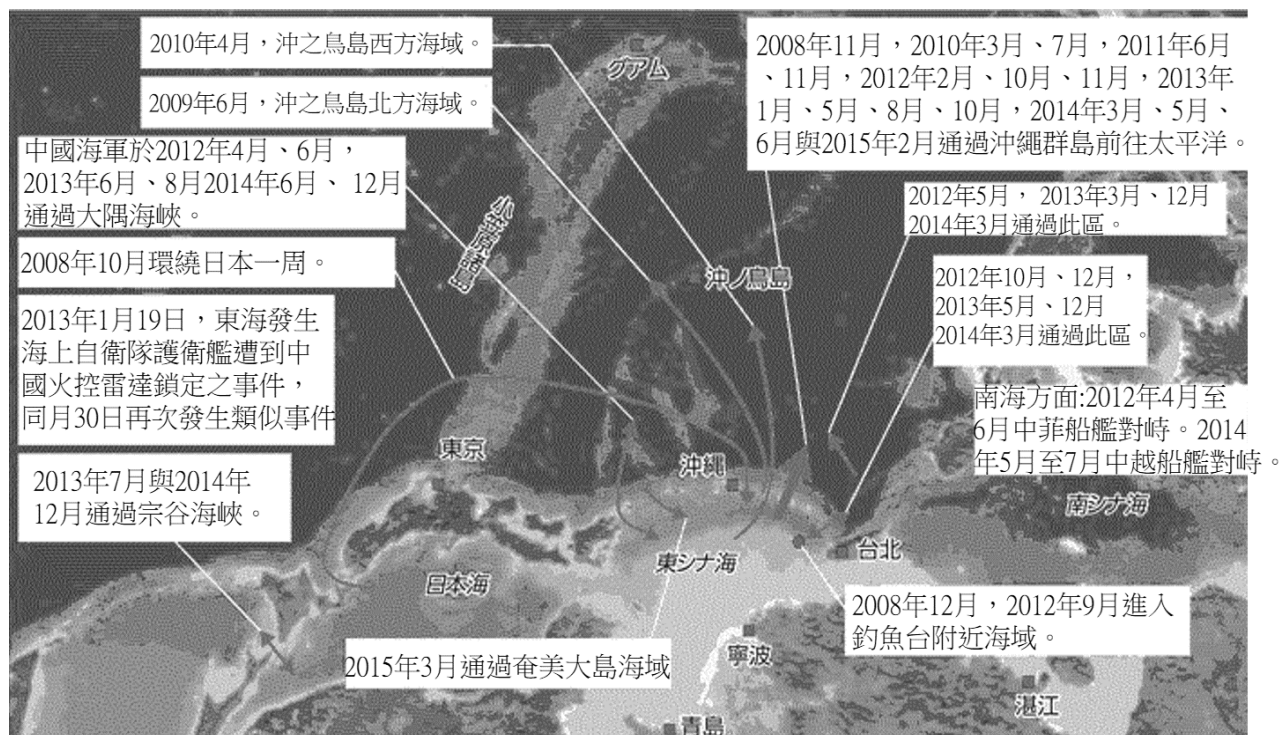 2010年4月，沖之鳥島西方海域。
2009年6月，沖之鳥島北方海域。
中國海軍於2012年4月、6月，
2013年6月、8月2014年6月、 12月
通過大隅海峽。
2008年10月環繞日本一周。
2013年1月19日，東海發生
海上自衛隊護衛艦遭到中
國火控雷達鎖定之事件，
同月30日再次發生類似事件
2013年7月與2014年
12月通過宗谷海峽。
2008年11月，2010年3月、7月，2011年6月
、11月，2012年2月、10月、11月，2013年
1月、5月、8月、10月，2014年3月、5月、
6月與2015年2月通過沖繩群島前往太平洋。
2012年5月， 2013年3月、12月
2014年3月通過此區。
2012年10月、12月，
2013年5月、12月
2014年3月通過此區。
南海方面:2012年4月至
6月中菲船艦對峙。2014
年5月至7月中越船艦對峙。
グアム
小笠原諸島
沖ノ鳥島
東京
沖縄
南シナ海
東シナ海
台北
日本海
2008年12月，2012年9月進入
釣魚台附近海域。
2015年3月通過奄美大島海域
寧波
湛江
青島